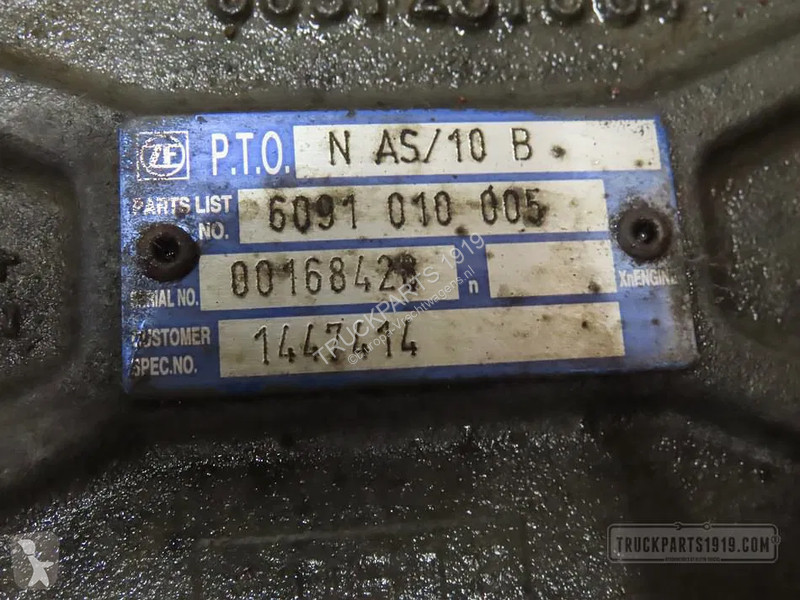 ZF P.T.O. N AS/10 B
PARTS LIST NO. 6091 010 005
SERIAL NO. 00168428 n XnENGINE
CUSTOMER SPEC.NO. 1447414
TRUCKPARTS 1919
TRUCKPARTS1919.COM